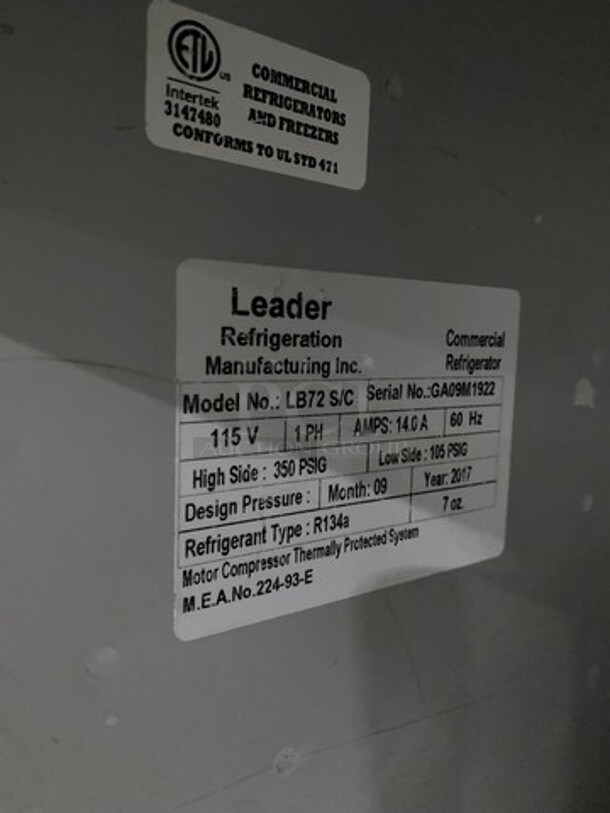 ETL
US
Intertek
3147480
COMMERCIAL
REFRIGERATORS
AND FREEZERS
CONFORMS TO UL STD 471
Leader
Refrigeration
Manufacturing Inc.
Commercial
Refrigerator
Model No.: LB72 S/C Serial No.:GA09M1922
115 V 1 PH AMPS: 14.0 A 60 Hz
High Side : 350 PSIG Low Side : 105 PSIG
Design Pressure : Month: 09 Year: 2017
Refrigerant Type : R134a 7 oz.
Motor Compressor Thermally Protected System
M.E.A.No.224-93-E
AUCTION GROUP